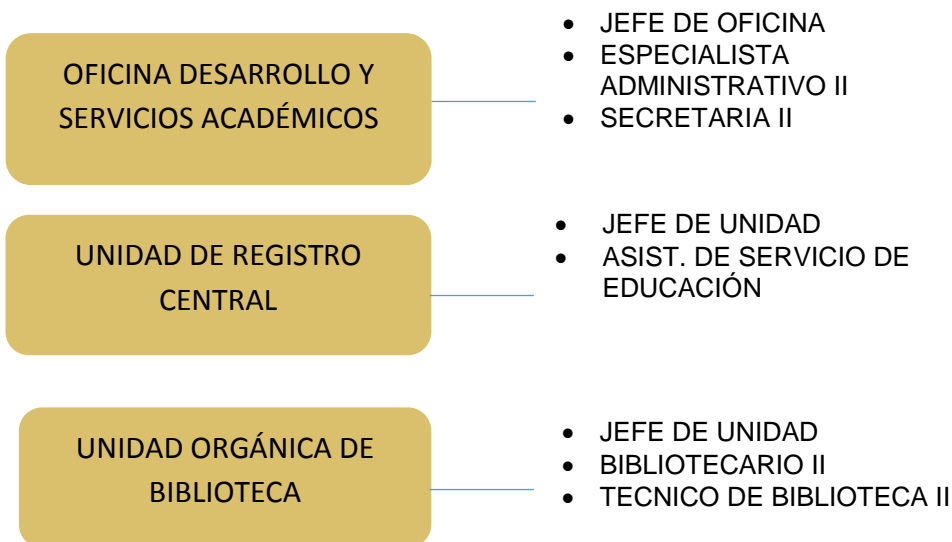 OFICINA DESARROLLO Y
SERVICIOS ACADÉMICOS
• JEFE DE OFICINA
• ESPECIALISTA
ADMINISTRATIVO II
• SECRETARIA II
UNIDAD DE REGISTRO
CENTRAL
• JEFE DE UNIDAD
• ASIST. DE SERVICIO DE
EDUCACIÓN
UNIDAD ORGÁNICA DE
BIBLIOTECA
• JEFE DE UNIDAD
• BIBLIOTECARIO II
• TECNICO DE BIBLIOTECA II